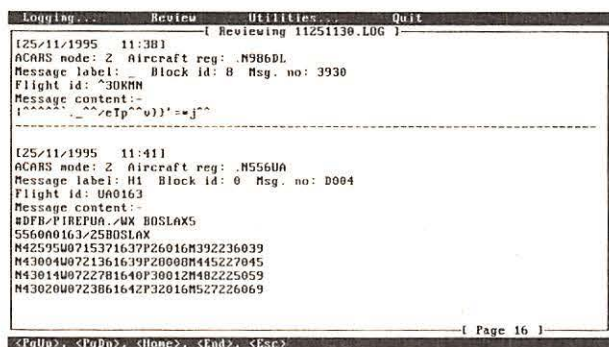 Logging... Review Utilities... Quit
[ Reviewing 11251130.LOG ]
[25/11/1995 11:38]
ACARS mode: 2 Aircraft reg: .N986DL
Message label: _ Block id: 8 Msg. no: 3930
Flight id: ^3OKMN
Message content:-
[25/11/1995 11:41]
ACARS mode: 2 Aircraft reg: .N556UA
Message label: H1 Block id: 0 Msg. no: D004
Flight id: UA0163
Message content:-
#DFB/PIREPUA./WX BOSLAX5
5560A0163/25BOSLAX
N42595W0715371637P26016M392236039
N43004W0721361639P28008M445227045
N43014W0722781640P30012M482225059
N43020W0723861642P32016M527226069
[ Page 16 ]
<PgUp>, <PgDn>, <Home>, <End>, <Esc>